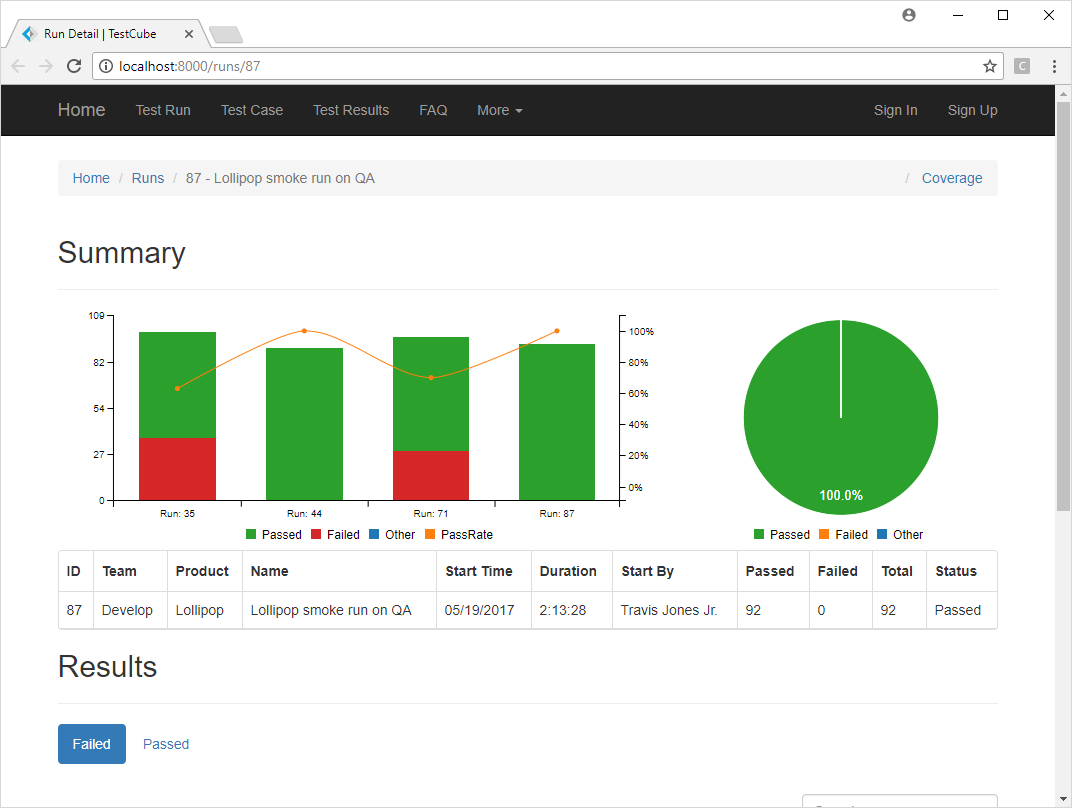 Run Detail | TestCube
localhost:8000/runs/87
C
Home Test Run Test Case Test Results FAQ More Sign In Sign Up
Home / Runs / 87 - Lollipop smoke run on QA / Coverage
Summary
109
82
54
27
0
100%
80%
60%
40%
20%
0%
Run: 35 Run: 44 Run: 71 Run: 87
Passed Failed Other PassRate
100.0%
Passed Failed Other
ID Team Product Name Start Time Duration Start By Passed Failed Total Status
87 Develop Lollipop Lollipop smoke run on QA 05/19/2017 2:13:28 Travis Jones Jr. 92 0 92 Passed
Results
Failed Passed